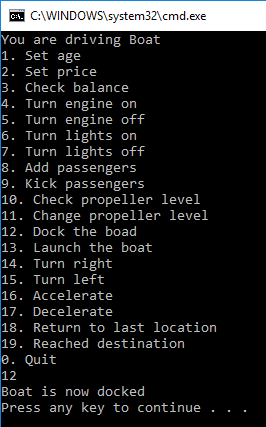 C:\WINDOWS\system32\cmd.exe
You are driving Boat
1. Set age
2. Set price
3. Check balance
4. Turn engine on
5. Turn engine off
6. Turn lights on
7. Turn lights off
8. Add passengers
9. Kick passengers
10. Check propeller level
11. Change propeller level
12. Dock the boad
13. Launch the boat
14. Turn right
15. Turn left
16. Accelerate
17. Decelerate
18. Return to last location
19. Reached destination
0. Quit
12
Boat is now docked
Press any key to continue . . .